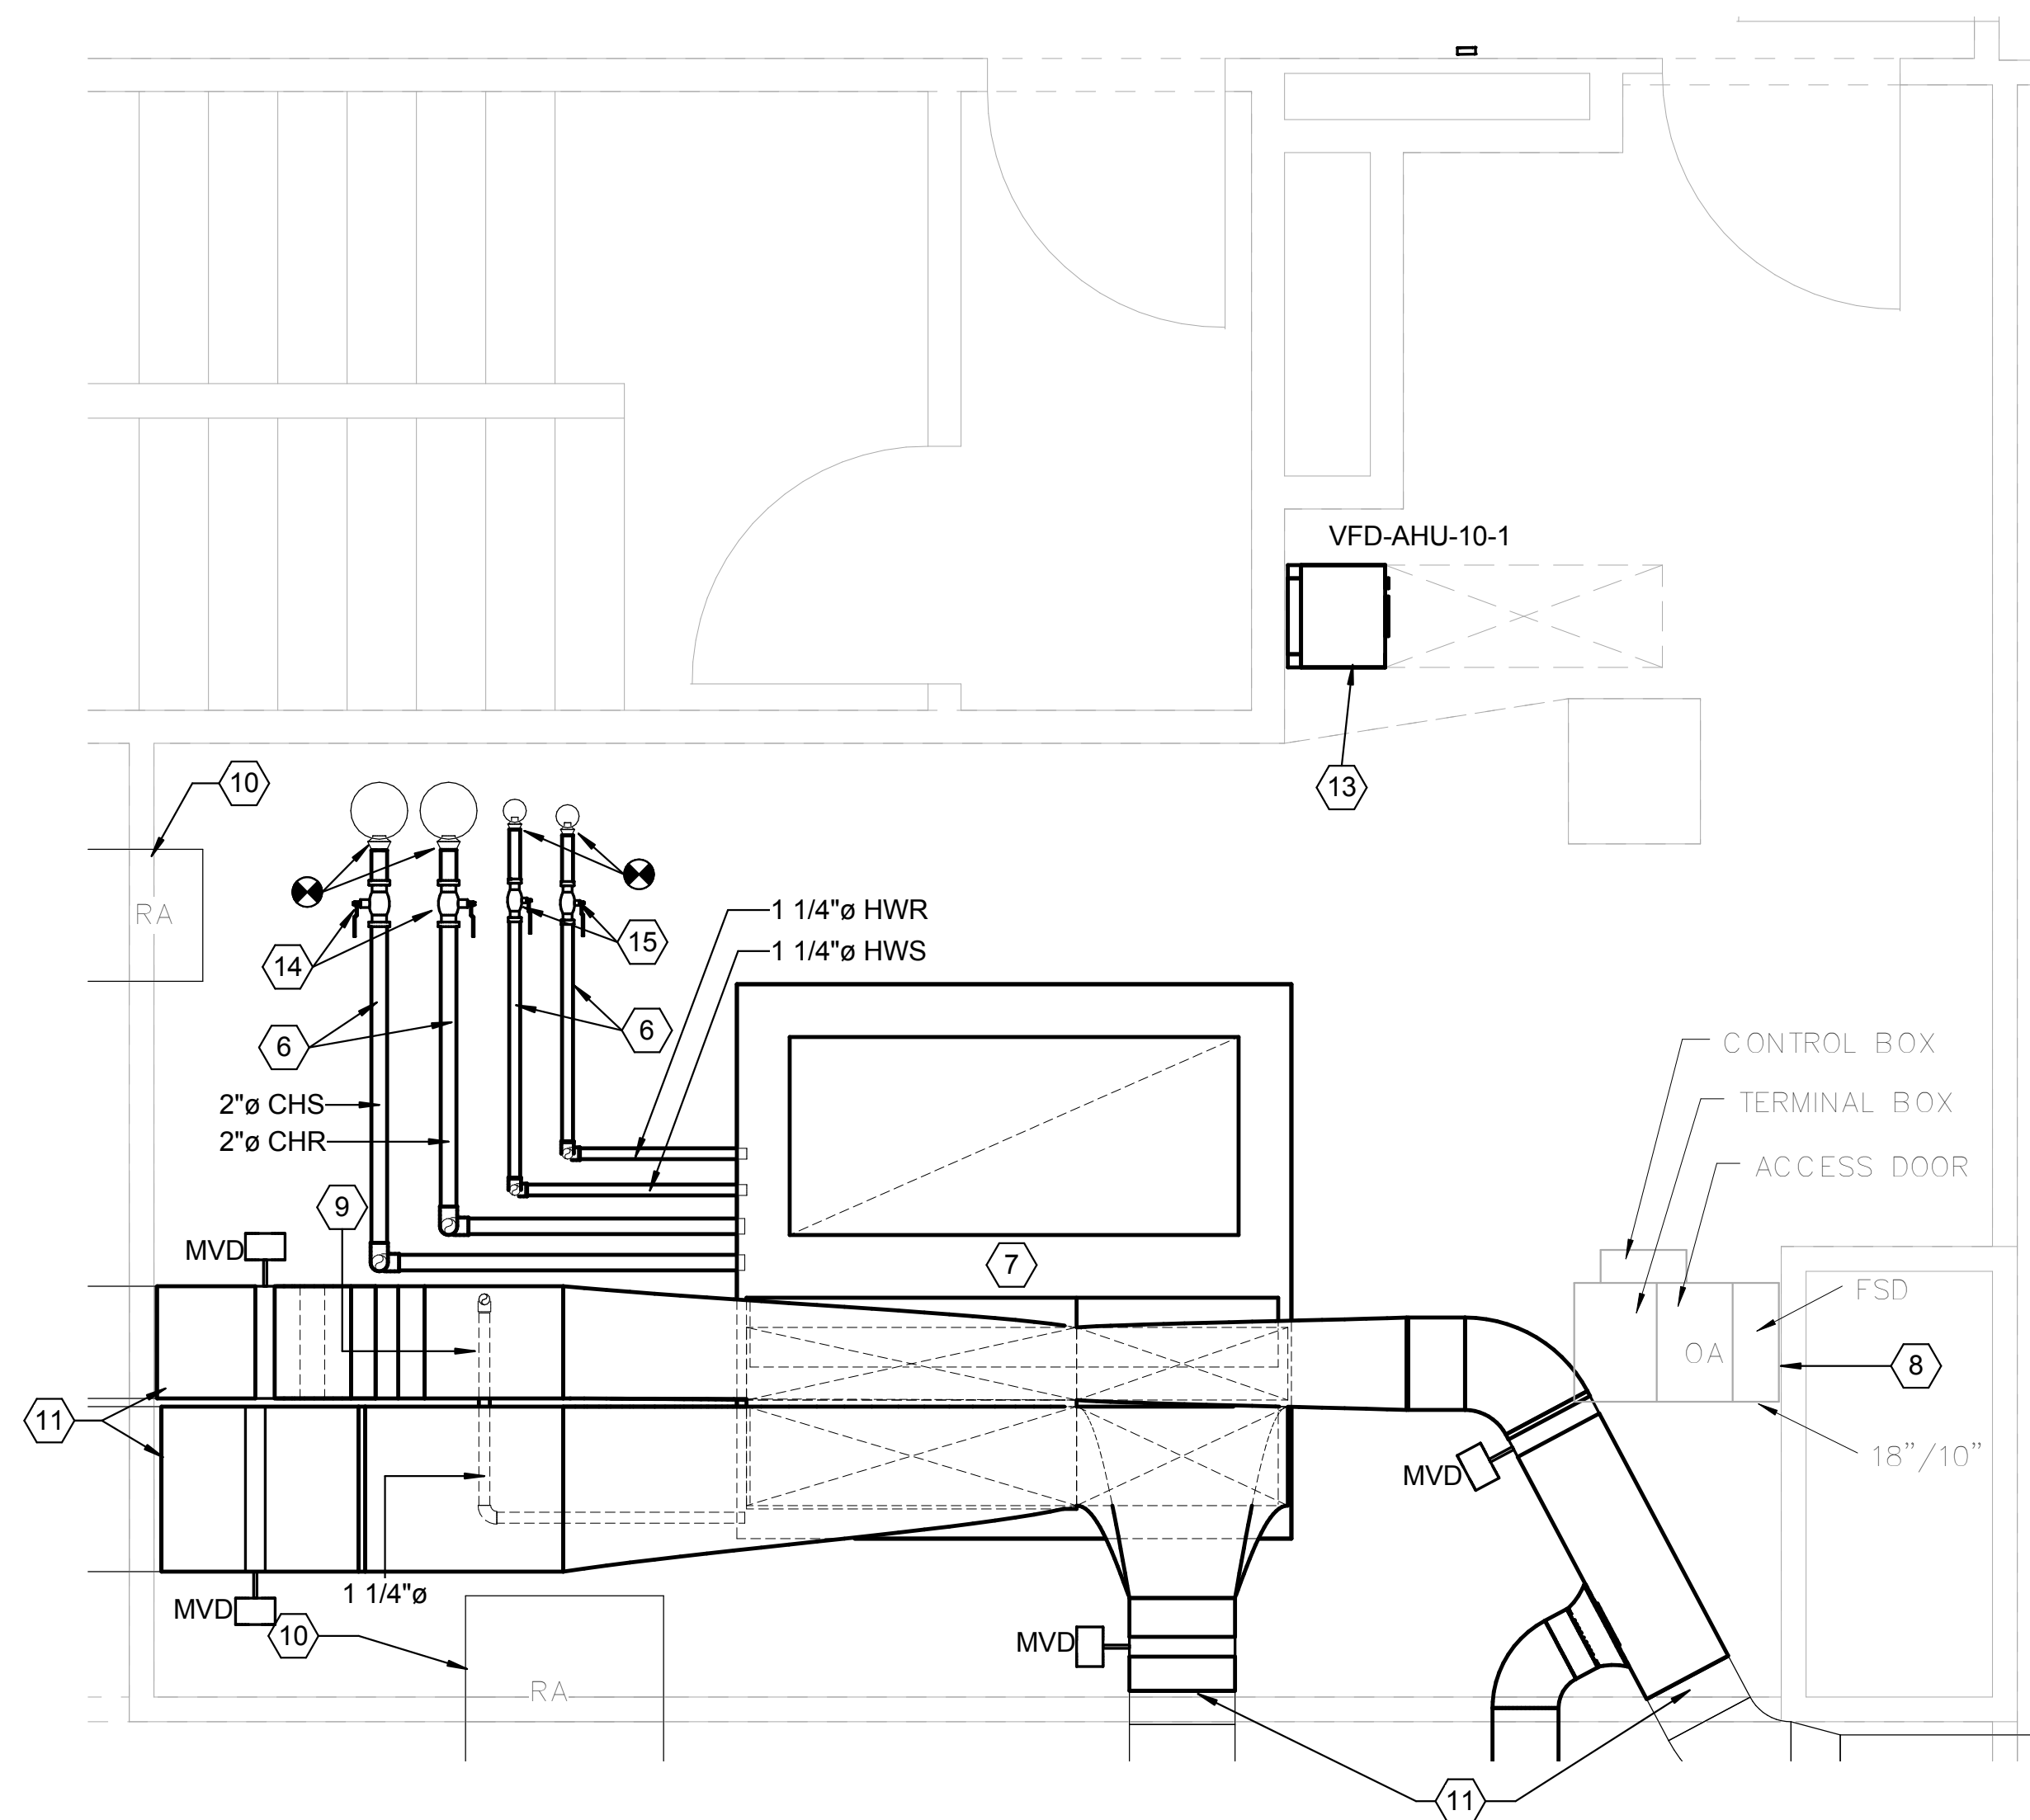 VFD-AHU-10-1
10
13
RA
14
15
1 1/4"ø HWR
1 1/4"ø HWS
6
6
CONTROL BOX
2"ø CHS
TERMINAL BOX
2"ø CHR
ACCESS DOOR
9
MVD
7
FSD
OA
8
11
18"/10"
MVD
1 1/4"ø
MVD
10
MVD
RA
11